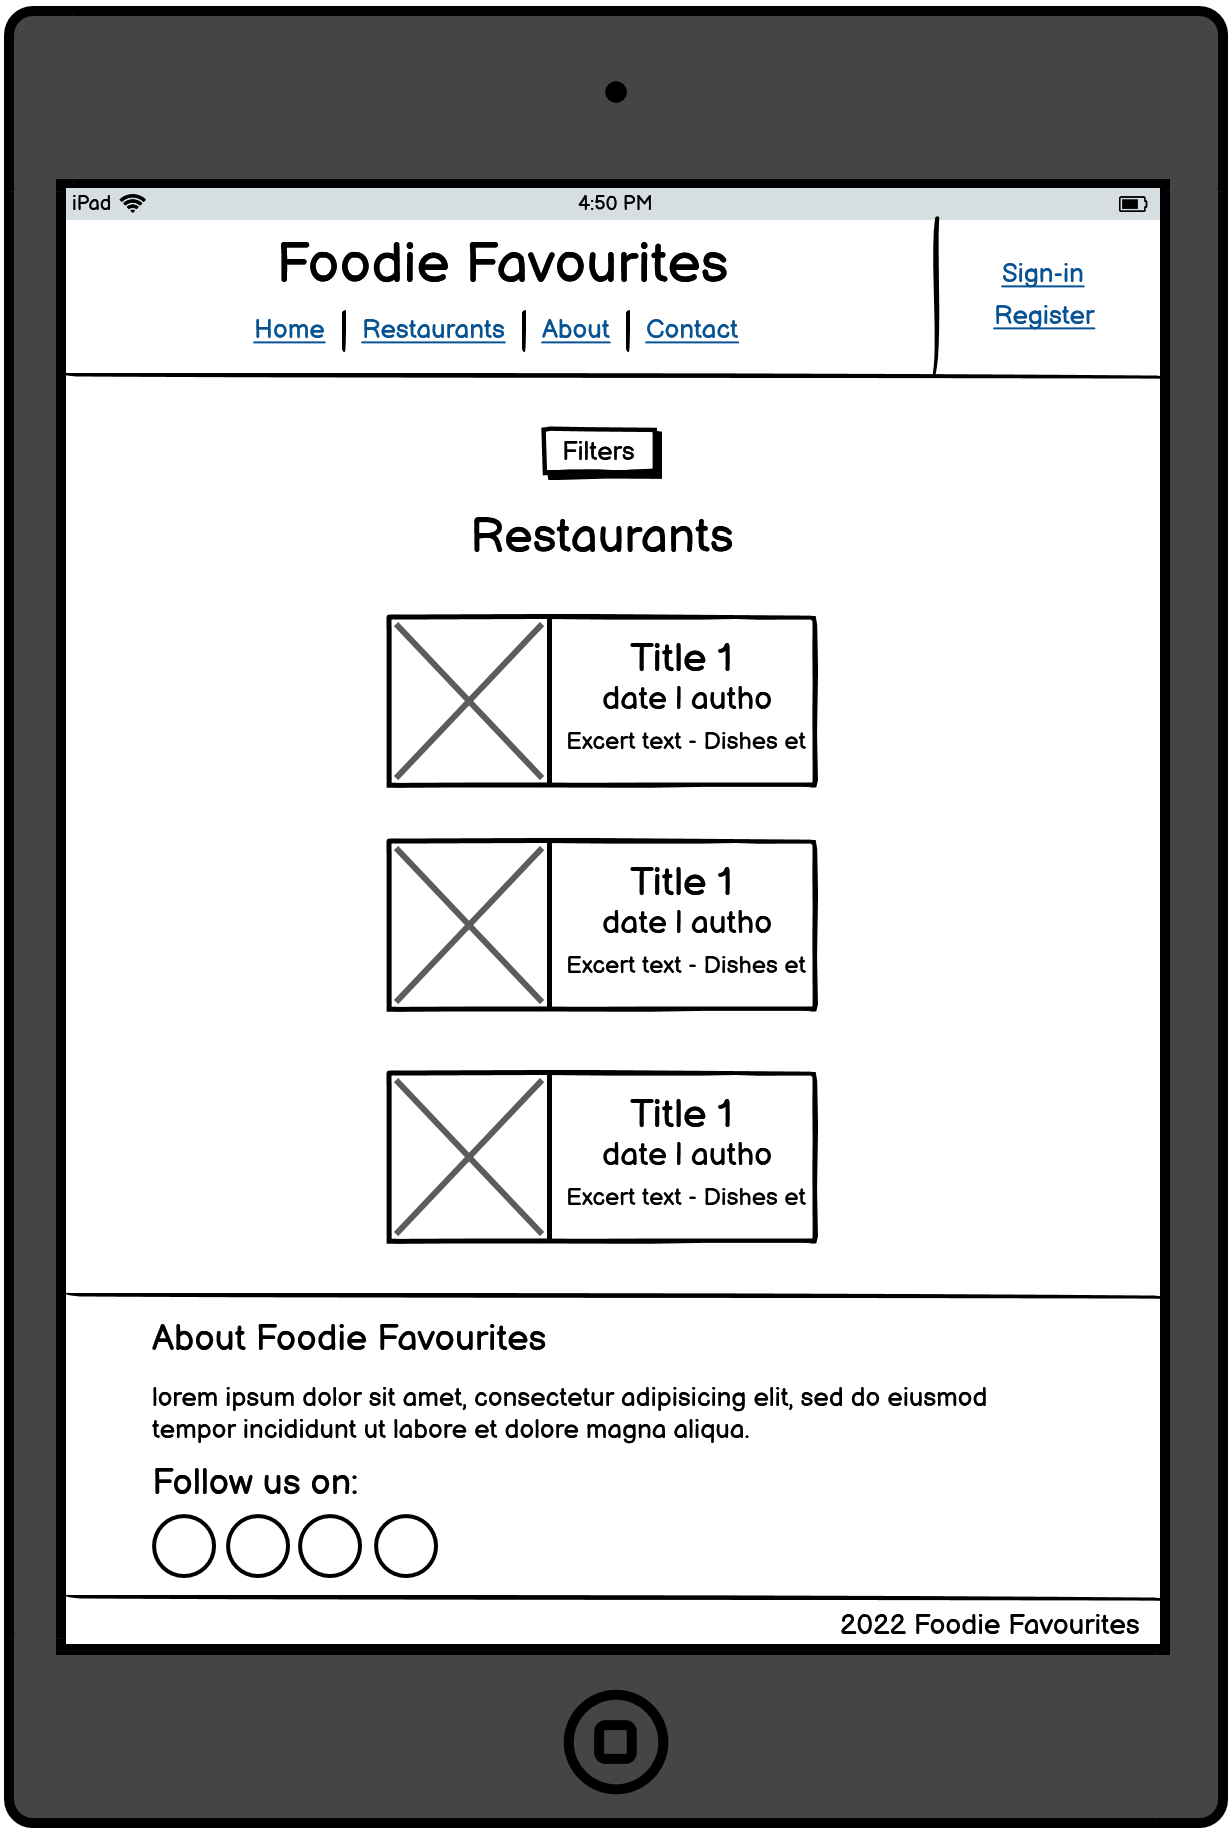 iPad 4:50 PM
Foodie Favourites
Home | Restaurants | About | Contact
Sign-in
Register
Filters
Restaurants
Title 1
date | autho
Excert text - Dishes et
Title 1
date | autho
Excert text - Dishes et
Title 1
date | autho
Excert text - Dishes et
About Foodie Favourites
lorem ipsum dolor sit amet, consectetur adipisicing elit, sed do eiusmod
tempor incididunt ut labore et dolore magna aliqua.
Follow us on:
2022 Foodie Favourites